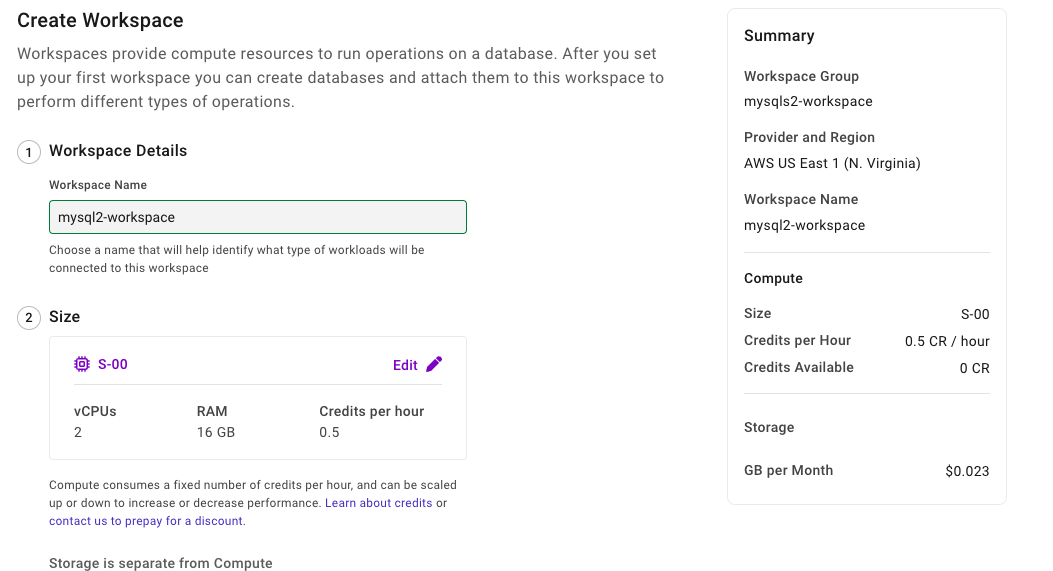 Create Workspace
Workspaces provide compute resources to run operations on a database. After you set
up your first workspace you can create databases and attach them to this workspace to
perform different types of operations.
1 Workspace Details
Workspace Name
mysql2-workspace
Choose a name that will help identify what type of workloads will be
connected to this workspace
2 Size
S-00 Edit
vCPUs RAM Credits per hour
2 16 GB 0.5
Compute consumes a fixed number of credits per hour, and can be scaled
up or down to increase or decrease performance. Learn about credits or
contact us to prepay for a discount.
Storage is separate from Compute
Summary
Workspace Group
mysqls2-workspace
Provider and Region
AWS US East 1 (N. Virginia)
Workspace Name
mysql2-workspace
Compute
Size S-00
Credits per Hour 0.5 CR / hour
Credits Available 0 CR
Storage
GB per Month $0.023